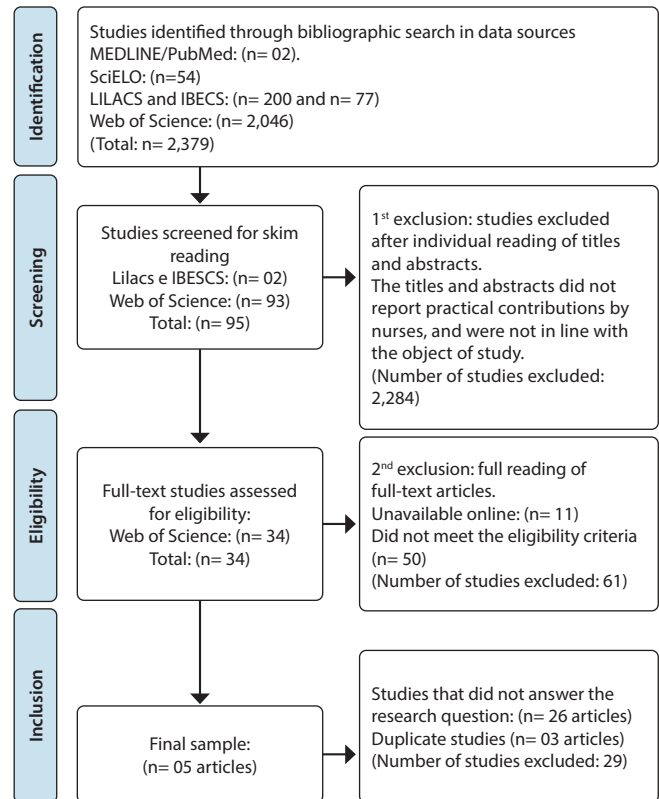 Identification
Studies identified through bibliographic search in data sources
MEDLINE/PubMed: (n= 02).
SciELO: (n=54)
LILACS and IBECS: (n= 200 and n= 77)
Web of Science: (n= 2,046)
(Total: n= 2,379)
Screening
Studies screened for skim
reading
Lilacs e IBESCS: (n= 02)
Web of Science: (n= 93)
Total: (n= 95)
1st exclusion: studies excluded
after individual reading of titles
and abstracts.
The titles and abstracts did not
report practical contributions by
nurses, and were not in line with
the object of study.
(Number of studies excluded:
2,284)
Eligibility
Full-text studies assessed
for eligibility:
Web of Science: (n= 34)
Total: (n= 34)
2nd exclusion: full reading of
full-text articles.
Unavailable online: (n= 11)
Did not meet the eligibility criteria
(n= 50)
(Number of studies excluded: 61)
Inclusion
Final sample:
(n= 05 articles)
Studies that did not answer the
research question: (n= 26 articles)
Duplicate studies (n= 03 articles)
(Number of studies excluded: 29)